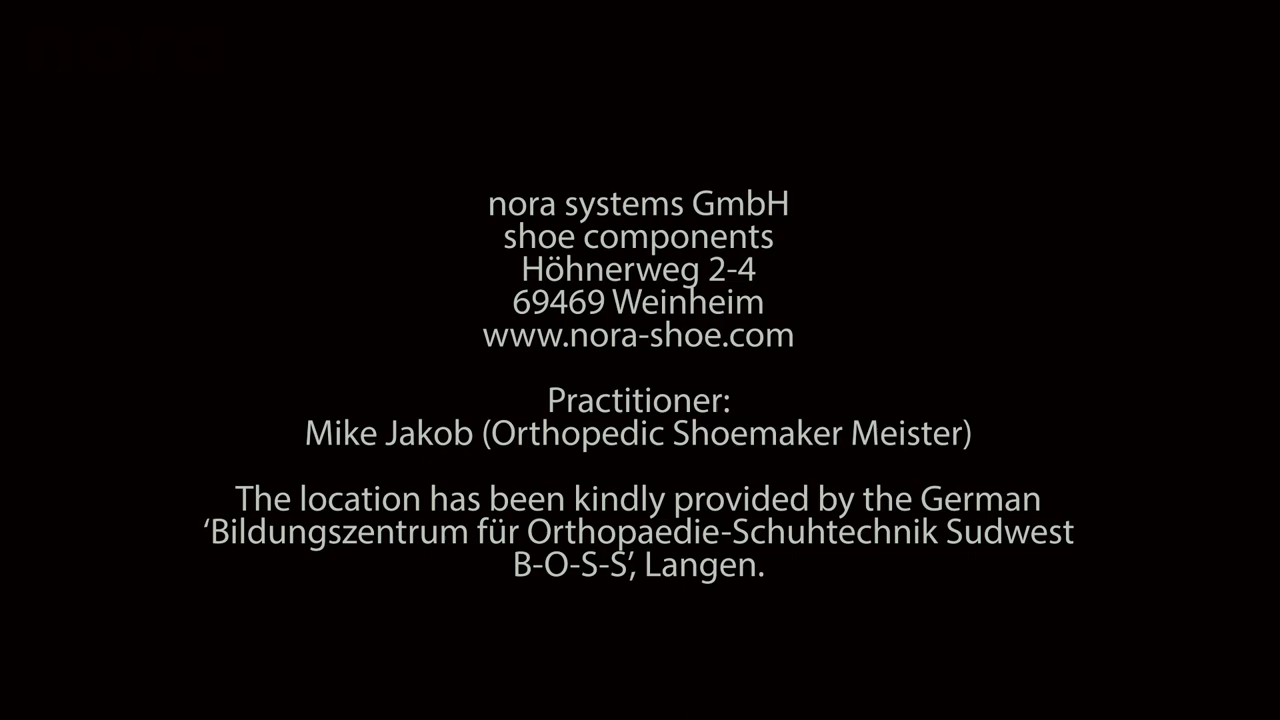 nora systems GmbH
shoe components
Höhnerweg 2-4
69469 Weinheim
www.nora-shoe.com
Practitioner:
Mike Jakob (Orthopedic Shoemaker Meister)
The location has been kindly provided by the German
‘Bildungszentrum für Orthopaedie-Schuhtechnik Sudwest
B-O-S-S’, Langen.